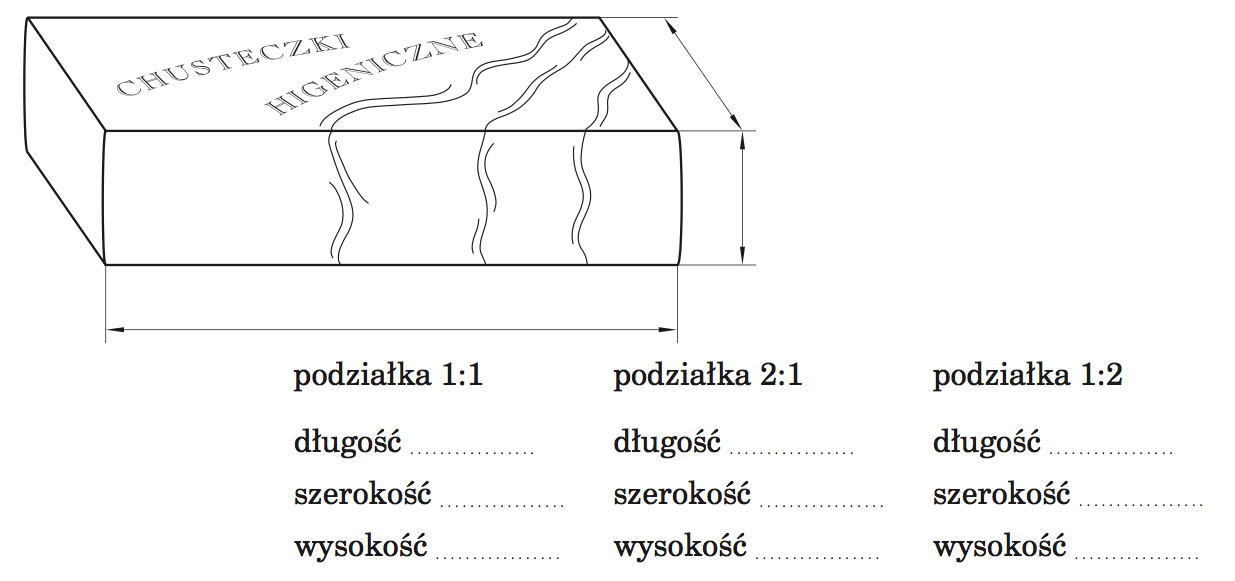 CHUSTECZKI
HIGENICZNE
podziałka 1:1 podziałka 2:1 podziałka 1:2
długość ................. długość ................. długość .................
szerokość ................. szerokość ................. szerokość .................
wysokość ................. wysokość ................. wysokość .................